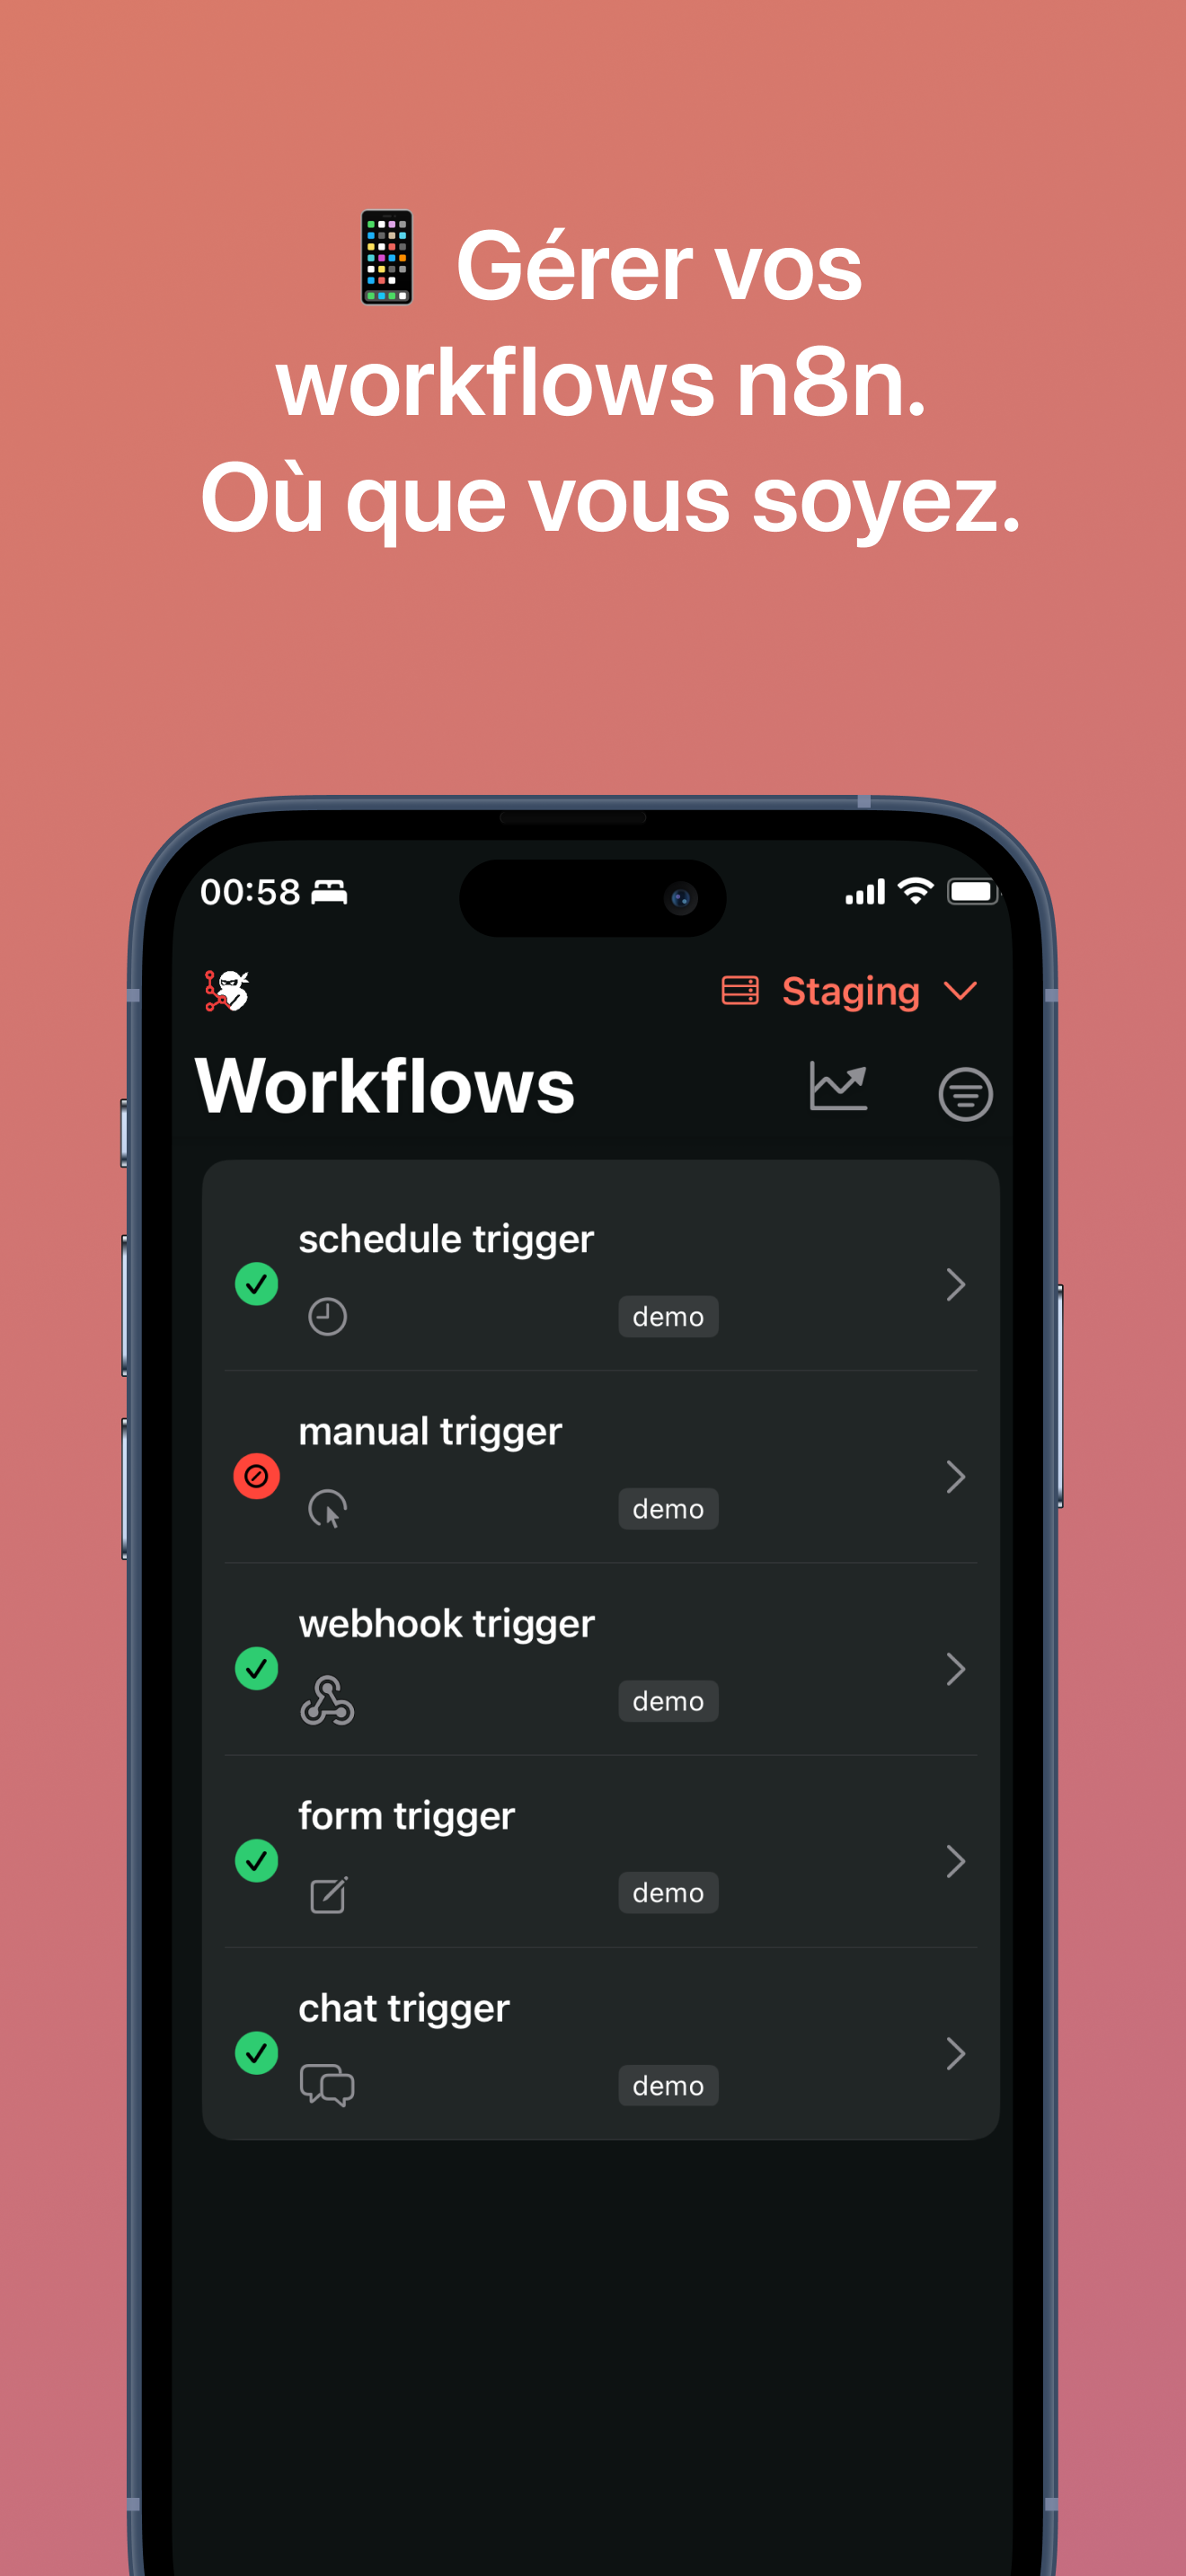 📱 Gérer vos
workflows n8n.
Où que vous soyez.
00:58
Staging
Workflows
schedule trigger
demo
manual trigger
demo
webhook trigger
demo
form trigger
demo
chat trigger
demo